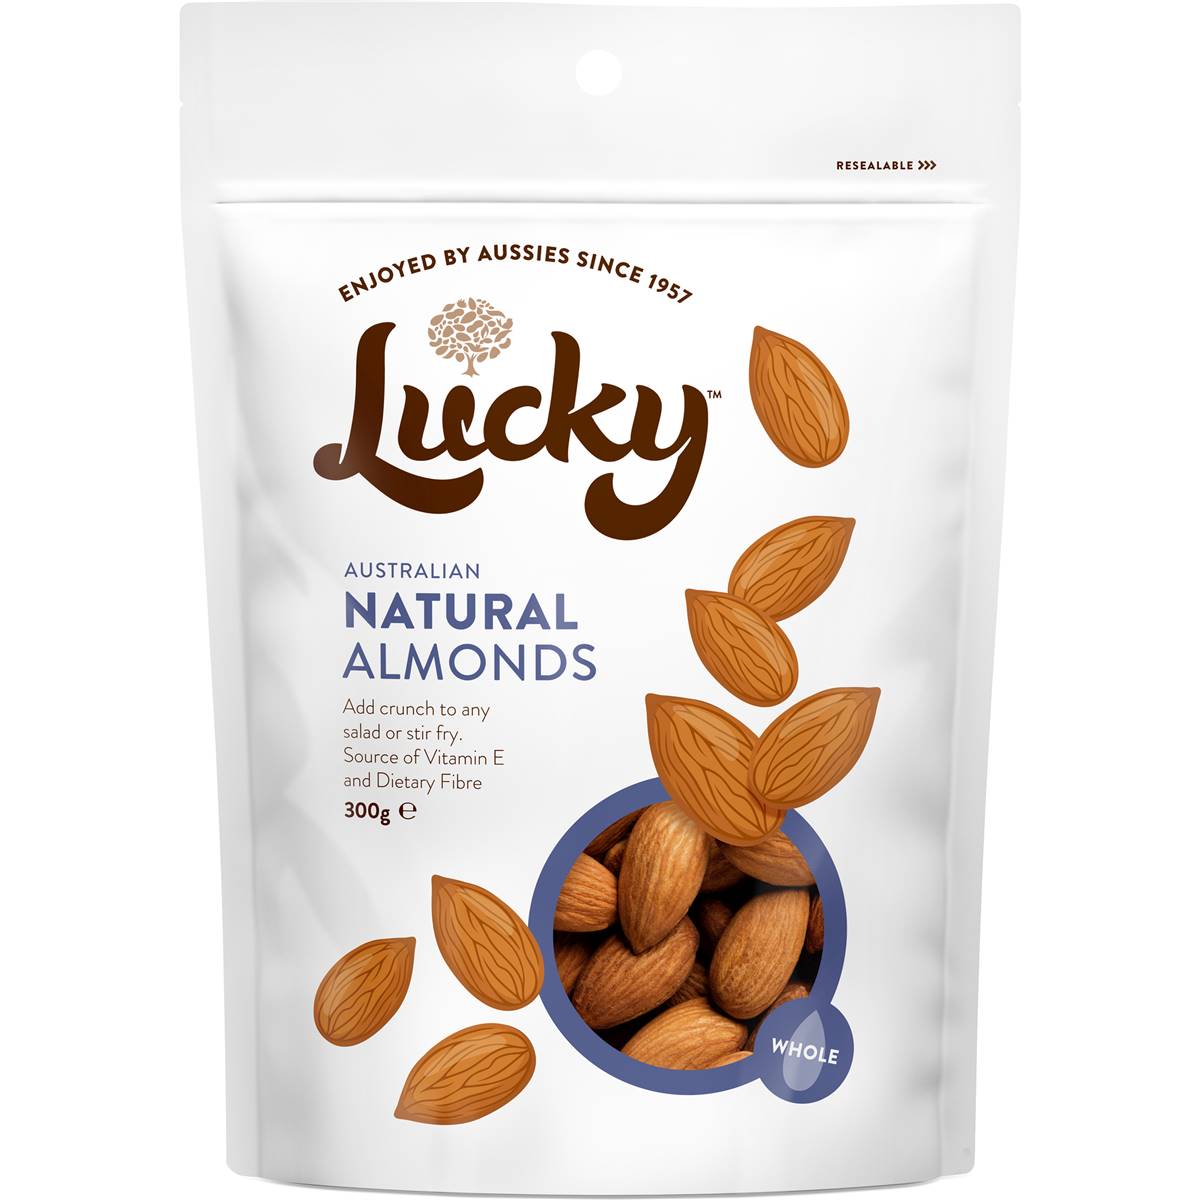 RESEALABLE >>>
ENJOYED BY AUSSIES SINCE 1957
Lucky™
AUSTRALIAN
NATURAL
ALMONDS
Add crunch to any
salad or stir fry.
Source of Vitamin E
and Dietary Fibre
300g ℮
WHOLE